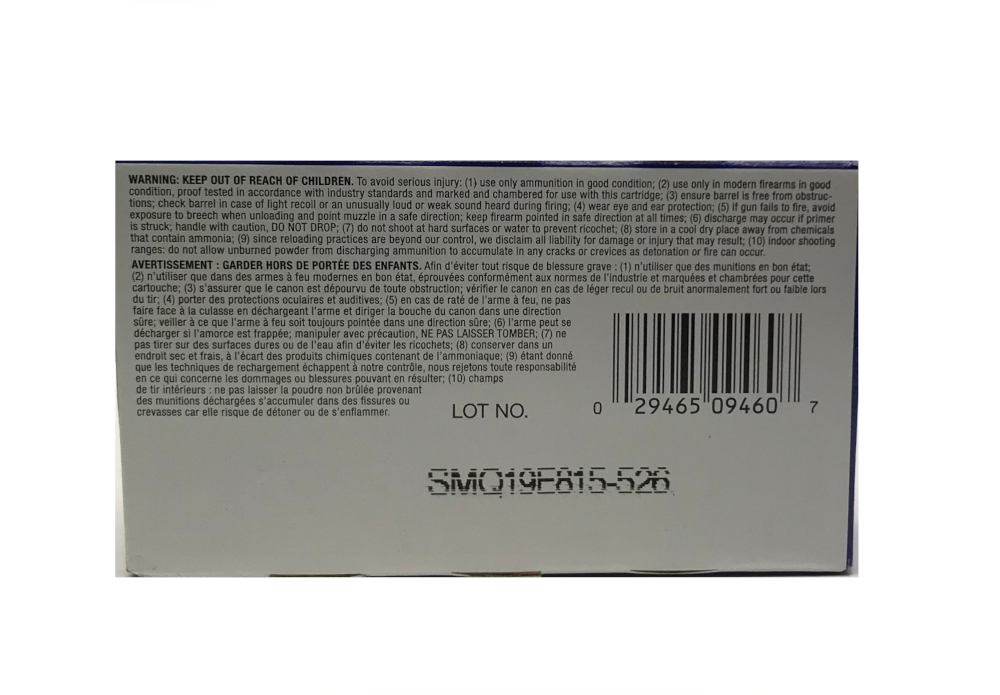 WARNING: KEEP OUT OF REACH OF CHILDREN. To avoid serious injury: (1) use only ammunition in good condition; (2) use only in modern firearms in good
condition, proof tested in accordance with industry standards and marked and chambered for use with this cartridge; (3) ensure barrel is free from obstruc-
tions; check barrel in case of light recoil or an unusually loud or weak sound heard during firing; (4) wear eye and ear protection; (5) if gun fails to fire, avoid
exposure to breech when unloading and point muzzle in a safe direction; keep firearm pointed in safe direction at all times; (6) discharge may occur if primer
is struck; handle with caution, DO NOT DROP; (7) do not shoot at hard surfaces or water to prevent ricochet; (8) store in a cool dry place away from chemicals
that contain ammonia; (9) since reloading practices are beyond our control, we disclaim all liability for damage or injury that may result; (10) indoor shooting
ranges: do not allow unburned powder from discharging ammunition to accumulate in any cracks or crevices as detonation or fire can occur.
AVERTISSEMENT : GARDER HORS DE PORTÉE DES ENFANTS. Afin d'éviter tout risque de blessure grave : (1) n'utiliser que des munitions en bon état;
(2) n'utiliser que dans des armes à feu modernes en bon état, éprouvées conformément aux normes de l'industrie et marquées et chambrées pour cette
cartouche; (3) s'assurer que le canon est dépourvu de toute obstruction; vérifier le canon en cas de léger recul ou de bruit anormalement fort ou faible lors
du tir; (4) porter des protections oculaires et auditives; (5) en cas de raté de l'arme à feu, ne pas
faire face à la culasse en déchargeant l'arme et diriger la bouche du canon dans une direction
sûre; veiller à ce que l'arme à feu soit toujours pointée dans une direction sûre; (6) l'arme peut se
décharger si l'amorce est frappée; manipuler avec précaution, NE PAS LAISSER TOMBER; (7) ne
pas tirer sur des surfaces dures ou de l'eau afin d'éviter les ricochets; (8) conserver dans un
endroit sec et frais, à l'écart des produits chimiques contenant de l'ammoniaque; (9) étant donné
que les techniques de rechargement échappent à notre contrôle, nous rejetons toute responsabilité
en ce qui concerne les dommages ou blessures pouvant en résulter; (10) champs
de tir intérieurs : ne pas laisser la poudre non brûlée provenant
des munitions déchargées s'accumuler dans des fissures ou
crevasses car elle risque de détoner ou de s'enflammer.
LOT NO.
0 29465 09460 7
SMQ19E815-526